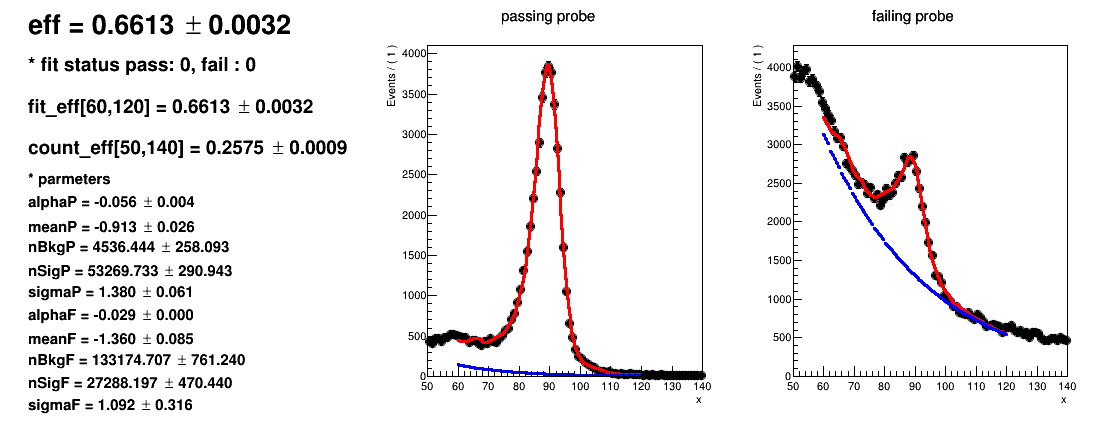 eff = 0.6613 ± 0.0032
* fit status pass: 0, fail : 0
fit_eff[60,120] = 0.6613 ± 0.0032
count_eff[50,140] = 0.2575 ± 0.0009
* parmeters
alphaP = -0.056 ± 0.004
meanP = -0.913 ± 0.026
nBkgP = 4536.444 ± 258.093
nSigP = 53269.733 ± 290.943
sigmaP = 1.380 ± 0.061
alphaF = -0.029 ± 0.000
meanF = -1.360 ± 0.085
nBkgF = 133174.707 ± 761.240
nSigF = 27288.197 ± 470.440
sigmaF = 1.092 ± 0.316
passing probe
Events / ( 1 )
4000
3500
3000
2500
2000
1500
1000
500
0
50 60 70 80 90 100 110 120 130 140
x
failing probe
Events / ( 1 )
4000
3500
3000
2500
2000
1500
1000
500
0
50 60 70 80 90 100 110 120 130 140
x